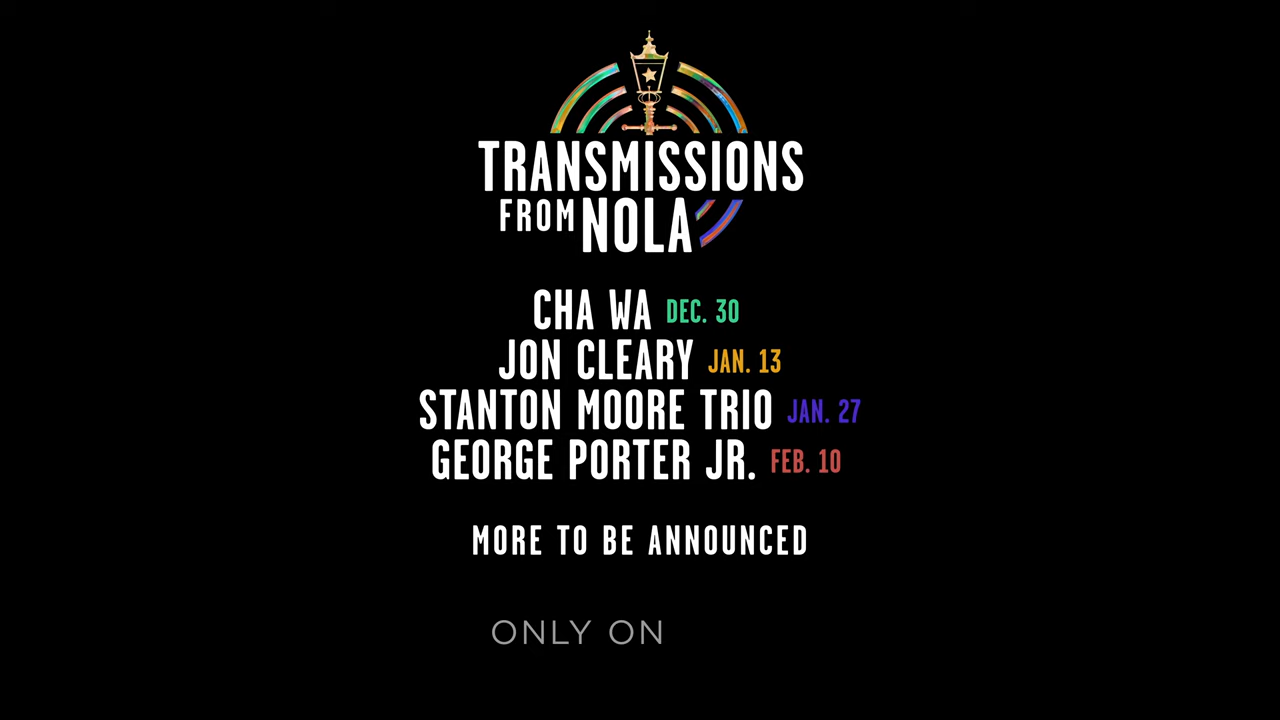 TRANSMISSIONS
FROM NOLA
CHA WA DEC. 30
JON CLEARY JAN. 13
STANTON MOORE TRIO JAN. 27
GEORGE PORTER JR. FEB. 10
MORE TO BE ANNOUNCED
ONLY ON